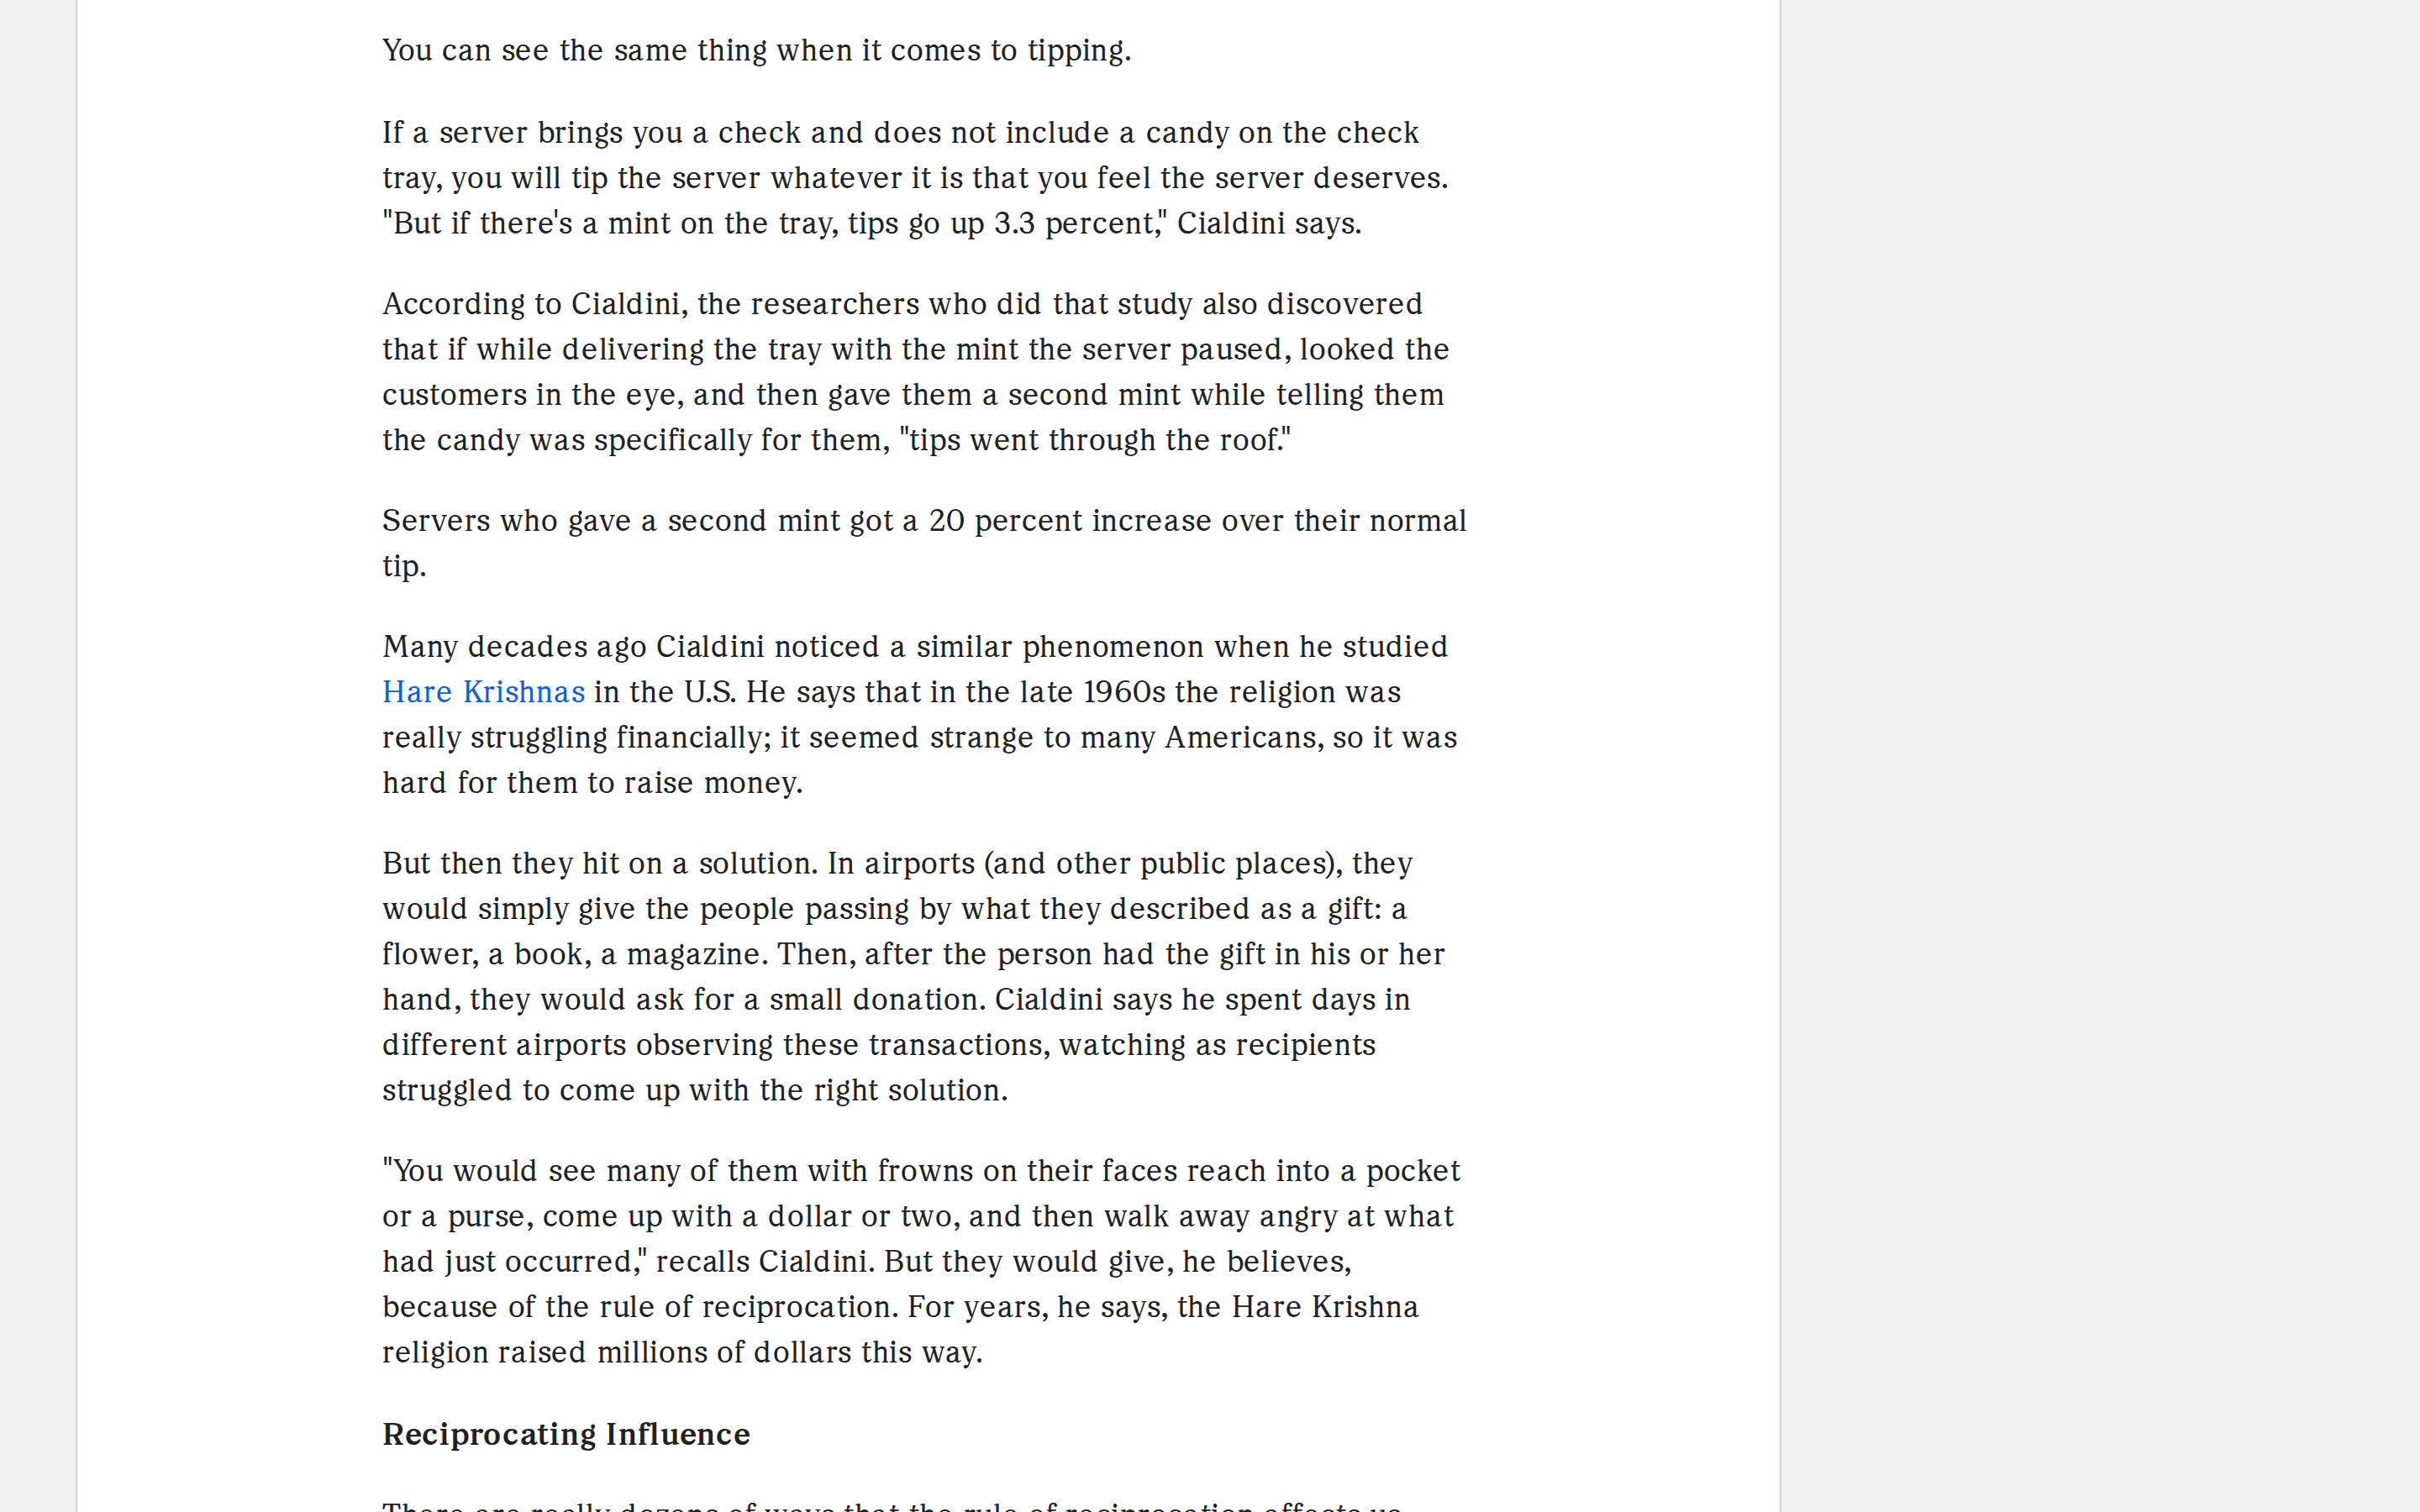 You can see the same thing when it comes to tipping.
If a server brings you a check and does not include a candy on the check
tray, you will tip the server whatever it is that you feel the server deserves.
"But if there's a mint on the tray, tips go up 3.3 percent," Cialdini says.
According to Cialdini, the researchers who did that study also discovered
that if while delivering the tray with the mint the server paused, looked the
customers in the eye, and then gave them a second mint while telling them
the candy was specifically for them, "tips went through the roof."
Servers who gave a second mint got a 20 percent increase over their normal
tip.
Many decades ago Cialdini noticed a similar phenomenon when he studied
Hare Krishnas in the U.S. He says that in the late 1960s the religion was
really struggling financially; it seemed strange to many Americans, so it was
hard for them to raise money.
But then they hit on a solution. In airports (and other public places), they
would simply give the people passing by what they described as a gift: a
flower, a book, a magazine. Then, after the person had the gift in his or her
hand, they would ask for a small donation. Cialdini says he spent days in
different airports observing these transactions, watching as recipients
struggled to come up with the right solution.
"You would see many of them with frowns on their faces reach into a pocket
or a purse, come up with a dollar or two, and then walk away angry at what
had just occurred," recalls Cialdini. But they would give, he believes,
because of the rule of reciprocation. For years, he says, the Hare Krishna
religion raised millions of dollars this way.
Reciprocating Influence
There are really dozens of ways that the rule of reciprocation affects us